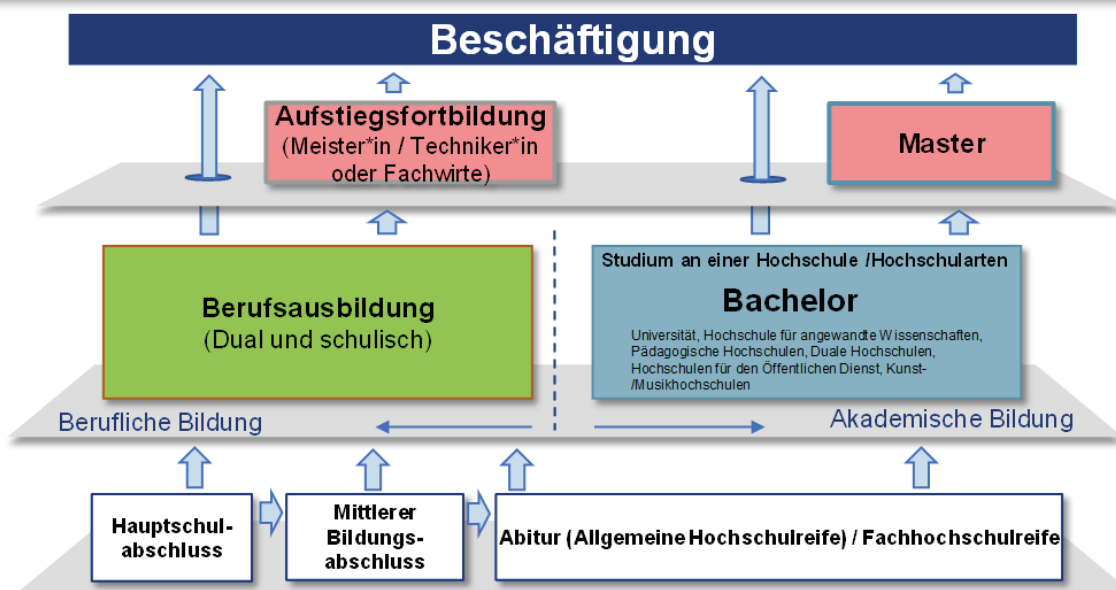 Beschäftigung
Aufstiegsfortbildung
(Meister*in / Techniker*in
oder Fachwirte)
Master
Berufsausbildung
(Dual und schulisch)
Studium an einer Hochschule /Hochschularten
Bachelor
Universität, Hochschule für angewandte Wissenschaften,
Pädagogische Hochschulen, Duale Hochschulen,
Hochschulen für den Öffentlichen Dienst, Kunst-
/Musikhochschulen
Berufliche Bildung
Akademische Bildung
Hauptschul-
abschluss
Mittlerer
Bildungs-
abschluss
Abitur (Allgemeine Hochschulreife) / Fachhochschulreife